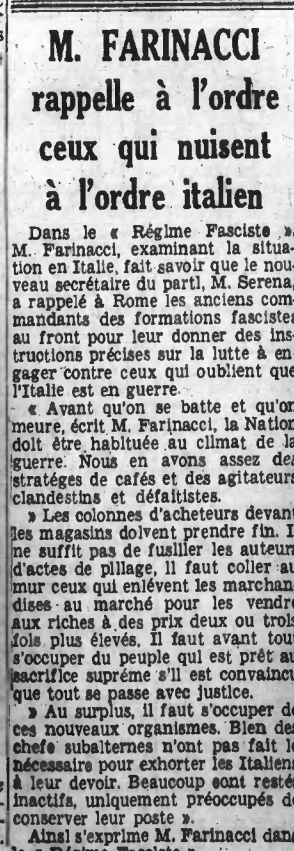 M. FARINACCI
rappelle à l'ordre
ceux qui nuisent
à l'ordre italien
Dans le « Régime Fasciste »,
M. Farinacci, examinant la situa-
tion en Italie, fait savoir que le nou-
veau secrétaire du parti, M. Serena,
a rappelé à Rome les anciens com-
mandants des formations fascistes
au front pour leur donner des ins-
tructions précises sur la lutte à en-
gager contre ceux qui oublient que
l'Italie est en guerre.
« Avant qu'on se batte et qu'on
meure, écrit M. Farinacci, la Nation
doit être habituée au climat de la
guerre. Nous en avons assez des
stratéges de cafés et des agitateurs
clandestins et défaitistes.
» Les colonnes d'acheteurs devant
les magasins doivent prendre fin. Il
ne suffit pas de fusiller les auteurs
d'actes de pillage, il faut coller au
mur ceux qui enlévent les marchan-
dises au marché pour les vendre
aux riches à des prix deux ou trois
fois plus élevés. Il faut avant tout
s'occuper du peuple qui est prêt au
sacrifice supréme s'il est convaincu
que tout se passe avec justice.
» Au surplus, il faut s'occuper de
ces nouveaux organismes. Bien des
chefs subalternes n'ont pas fait le
nécessaire pour exhorter les Italiens
à leur devoir. Beaucoup sont restés
inactifs, uniquement préoccupés de
conserver leur poste ».
Ainsi s'exprime M. Farinacci dans
le « Régime Fasciste ».